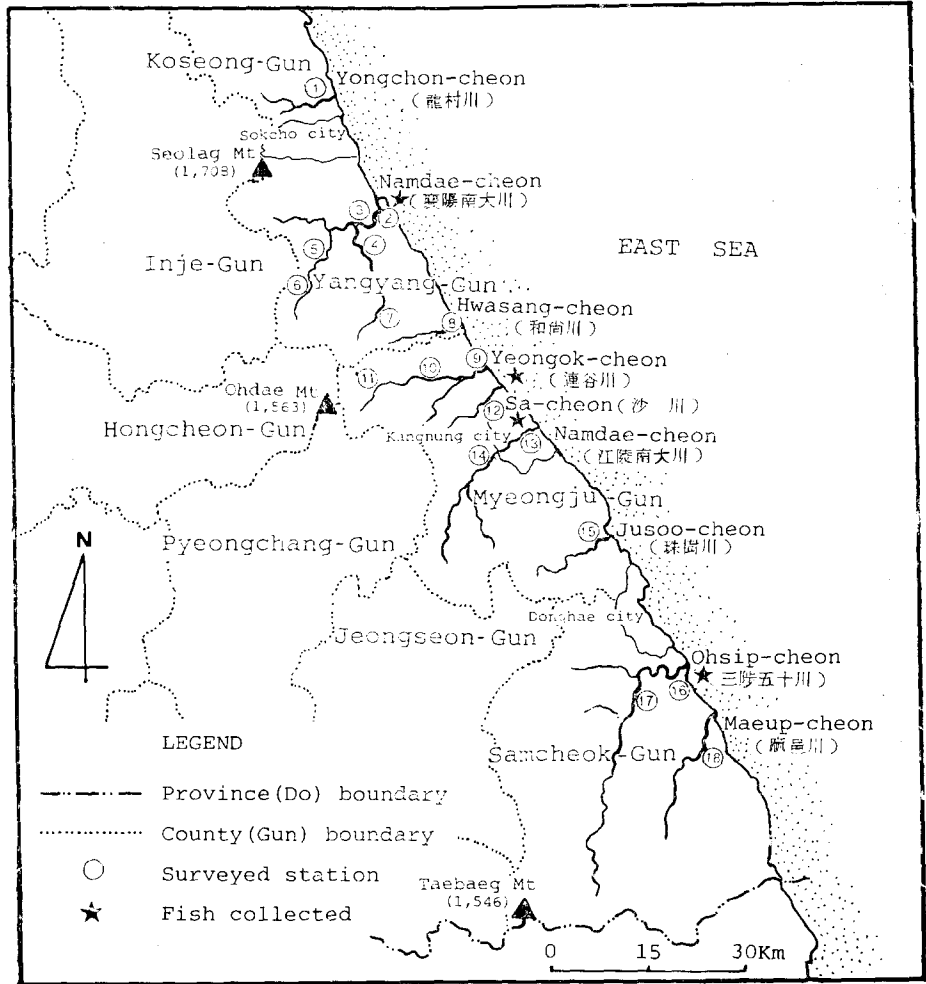 Koseong-Gun
1
Yongchon-cheon
(龍村川)
Sokcho city
Seolag Mt
(1,708)
Namdae-cheon
(襄陽南大川)
3
2
EAST SEA
5
4
Inje-Gun
6
Yangyang-Gun
7
8
Hwasang-cheon
(和尙川)
9
Yeongok-cheon
(連谷川)
10
11
Ohdae Mt
(1,563)
12
Sa-cheon(沙 川)
Hongcheon-Gun
Kangnung city
13
Namdae-cheon
(江陵南大川)
14
Myeongju-Gun
N
Pyeongchang-Gun
15
Jusoo-cheon
Donghae city
Jeongseon-Gun
Ohsip-cheon
三陟五十川)
16
17
Maeup-cheon
LEGEND
Samcheok-Gun
18
Province(Do) boundary
County(Gun) boundary
Surveyed station
Taebaeg Mt
(1,546)
Fish collected
0 15 30Km